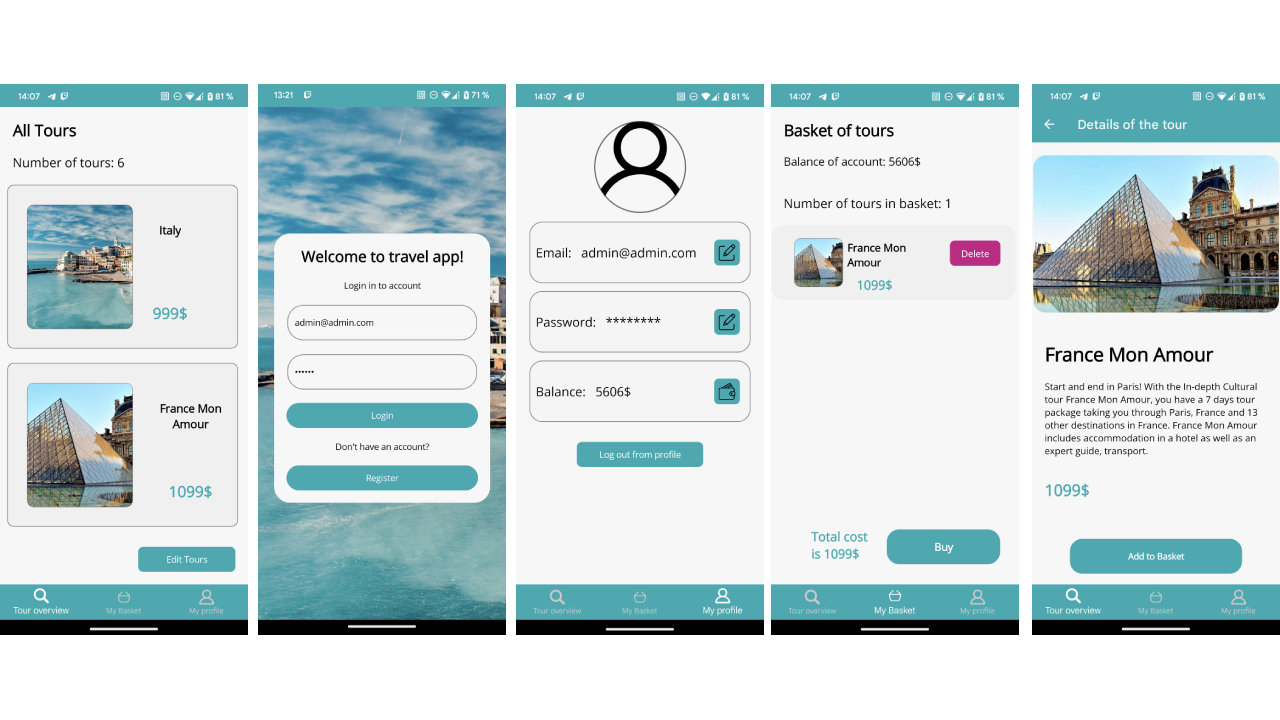 14:07
81 %
All Tours
Number of tours: 6
Italy
999$
France Mon
Amour
1099$
Edit Tours
Tour overview
My Basket
My profile
13:21
71 %
Welcome to travel app!
Login in to account
admin@admin.com
••••••
Login
Don't have an account?
Register
14:07
81 %
Email: admin@admin.com
Password: ********
Balance: 5606$
Log out from profile
Tour overview
My Basket
My profile
14:07
81 %
Basket of tours
Balance of account: 5606$
Number of tours in basket: 1
France Mon
Amour
1099$
Delete
Total cost
is 1099$
Buy
Tour overview
My Basket
My profile
14:07
81 %
Details of the tour
France Mon Amour
Start and end in Paris! With the In-depth Cultural
tour France Mon Amour, you have a 7 days tour
package taking you through Paris, France and 13
other destinations in France. France Mon Amour
includes accommodation in a hotel as well as an
expert guide, transport.
1099$
Add to Basket
Tour overview
My Basket
My profile